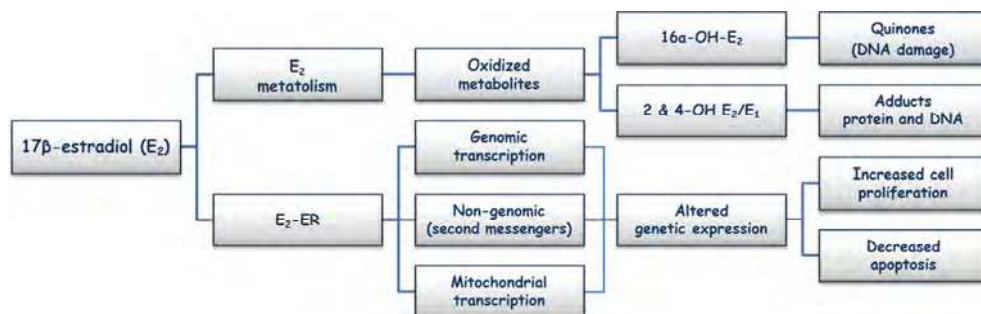 17β-estradiol (E₂)
E₂
metatolism
Oxidized
metabolites
16a-OH-E₂
Quinones
(DNA damage)
2 & 4-OH E₂/E₁
Adducts
protein and DNA
E₂-ER
Genomic
transcription
Non-genomic
(second messengers)
Mitochondrial
transcription
Altered
genetic expression
Increased cell
proliferation
Decreased
apoptosis